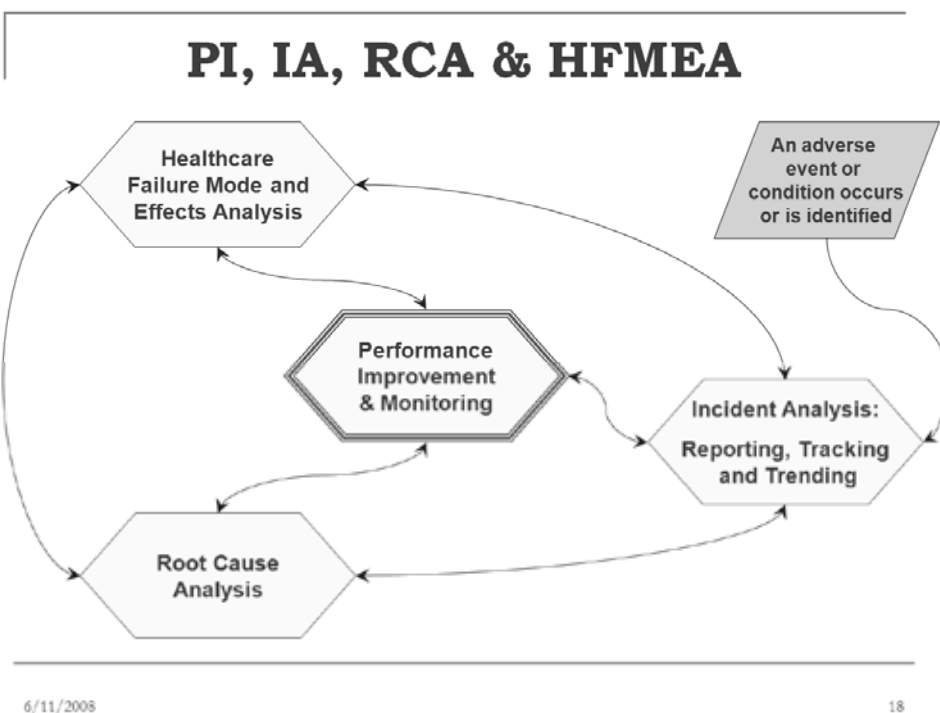 PI, IA, RCA & HFMEA
Healthcare
Failure Mode and
Effects Analysis
An adverse
event or
condition occurs
or is identified
Performance
Improvement
& Monitoring
Incident Analysis:
Reporting, Tracking
and Trending
Root Cause
Analysis
6/11/2008
18